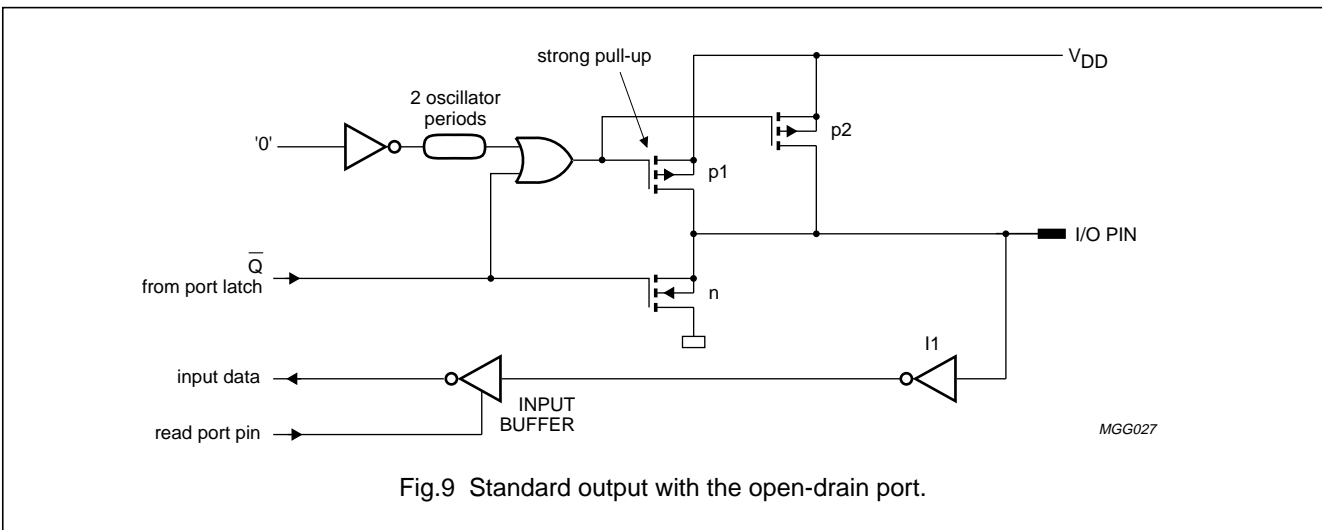 strong pull-up
VDD
2 oscillator
periods
'0'
p2
p1
I/O PIN
Q
from port latch
n
I1
input data
INPUT
BUFFER
read port pin
MGG027
Fig.9 Standard output with the open-drain port.